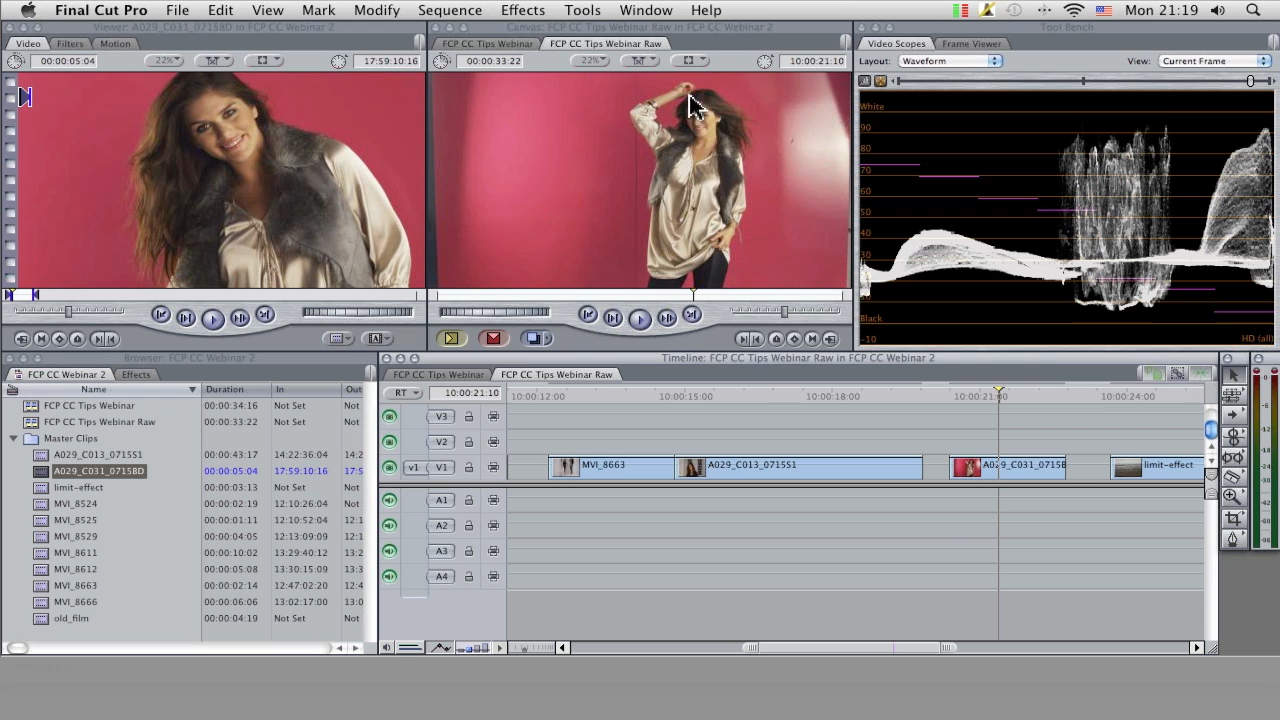 Final Cut Pro File Edit View Mark Modify Sequence Effects Tools Window Help Mon 21:19
Viewer: A029_C031_0715BD in FCP CC Webinar 2
Canvas: FCP CC Tips Webinar Raw in FCP CC Webinar 2
Tool Bench
Video Filters Motion
FCP CC Tips Webinar FCP CC Tips Webinar Raw
Video Scopes Frame Viewer
00:00:05:04 22% 17:59:10:16
00:00:33:22 22% 10:00:21:10
Layout: Waveform View: Current Frame
White
90
80
70
60
50
40
30
Black
-10
HD (all)
Browser: FCP CC Webinar 2
FCP CC Webinar 2 Effects
Name Duration In Out
FCP CC Tips Webinar 00:00:34:16 Not Set Not
FCP CC Tips Webinar Raw 00:00:33:22 Not Set Not
Master Clips
A029_C013_0715S1 00:00:43:17 14:22:36:04 14:2
A029_C031_0715BD 00:00:05:04 17:59:10:16 17:5
limit-effect 00:00:03:13 Not Set Not
MVI_8524 00:00:02:19 12:10:26:04 12:1
MVI_8525 00:00:01:11 12:10:52:04 12:1
MVI_8529 00:00:04:05 12:13:09:09 12:1
MVI_8611 00:00:10:02 13:29:40:12 13:2
MVI_8612 00:00:05:08 13:30:15:09 13:3
MVI_8663 00:00:02:14 12:47:02:20 12:4
MVI_8666 00:00:06:06 13:02:17:00 13:0
old_film 00:00:04:19 Not Set Not
Timeline: FCP CC Tips Webinar Raw in FCP CC Webinar 2
FCP CC Tips Webinar FCP CC Tips Webinar Raw
RT 10:00:21:10 10:00:12:00 10:00:15:00 10:00:18:00 10:00:21:00 10:00:24:00
V3
V2
v1 V1 MVI_8663 A029_C013_0715S1 A029_C031_0715B limit-effect
A1
A2
A3
A4
0
-6
-12
-18
-24
-36
-48
-66
-96